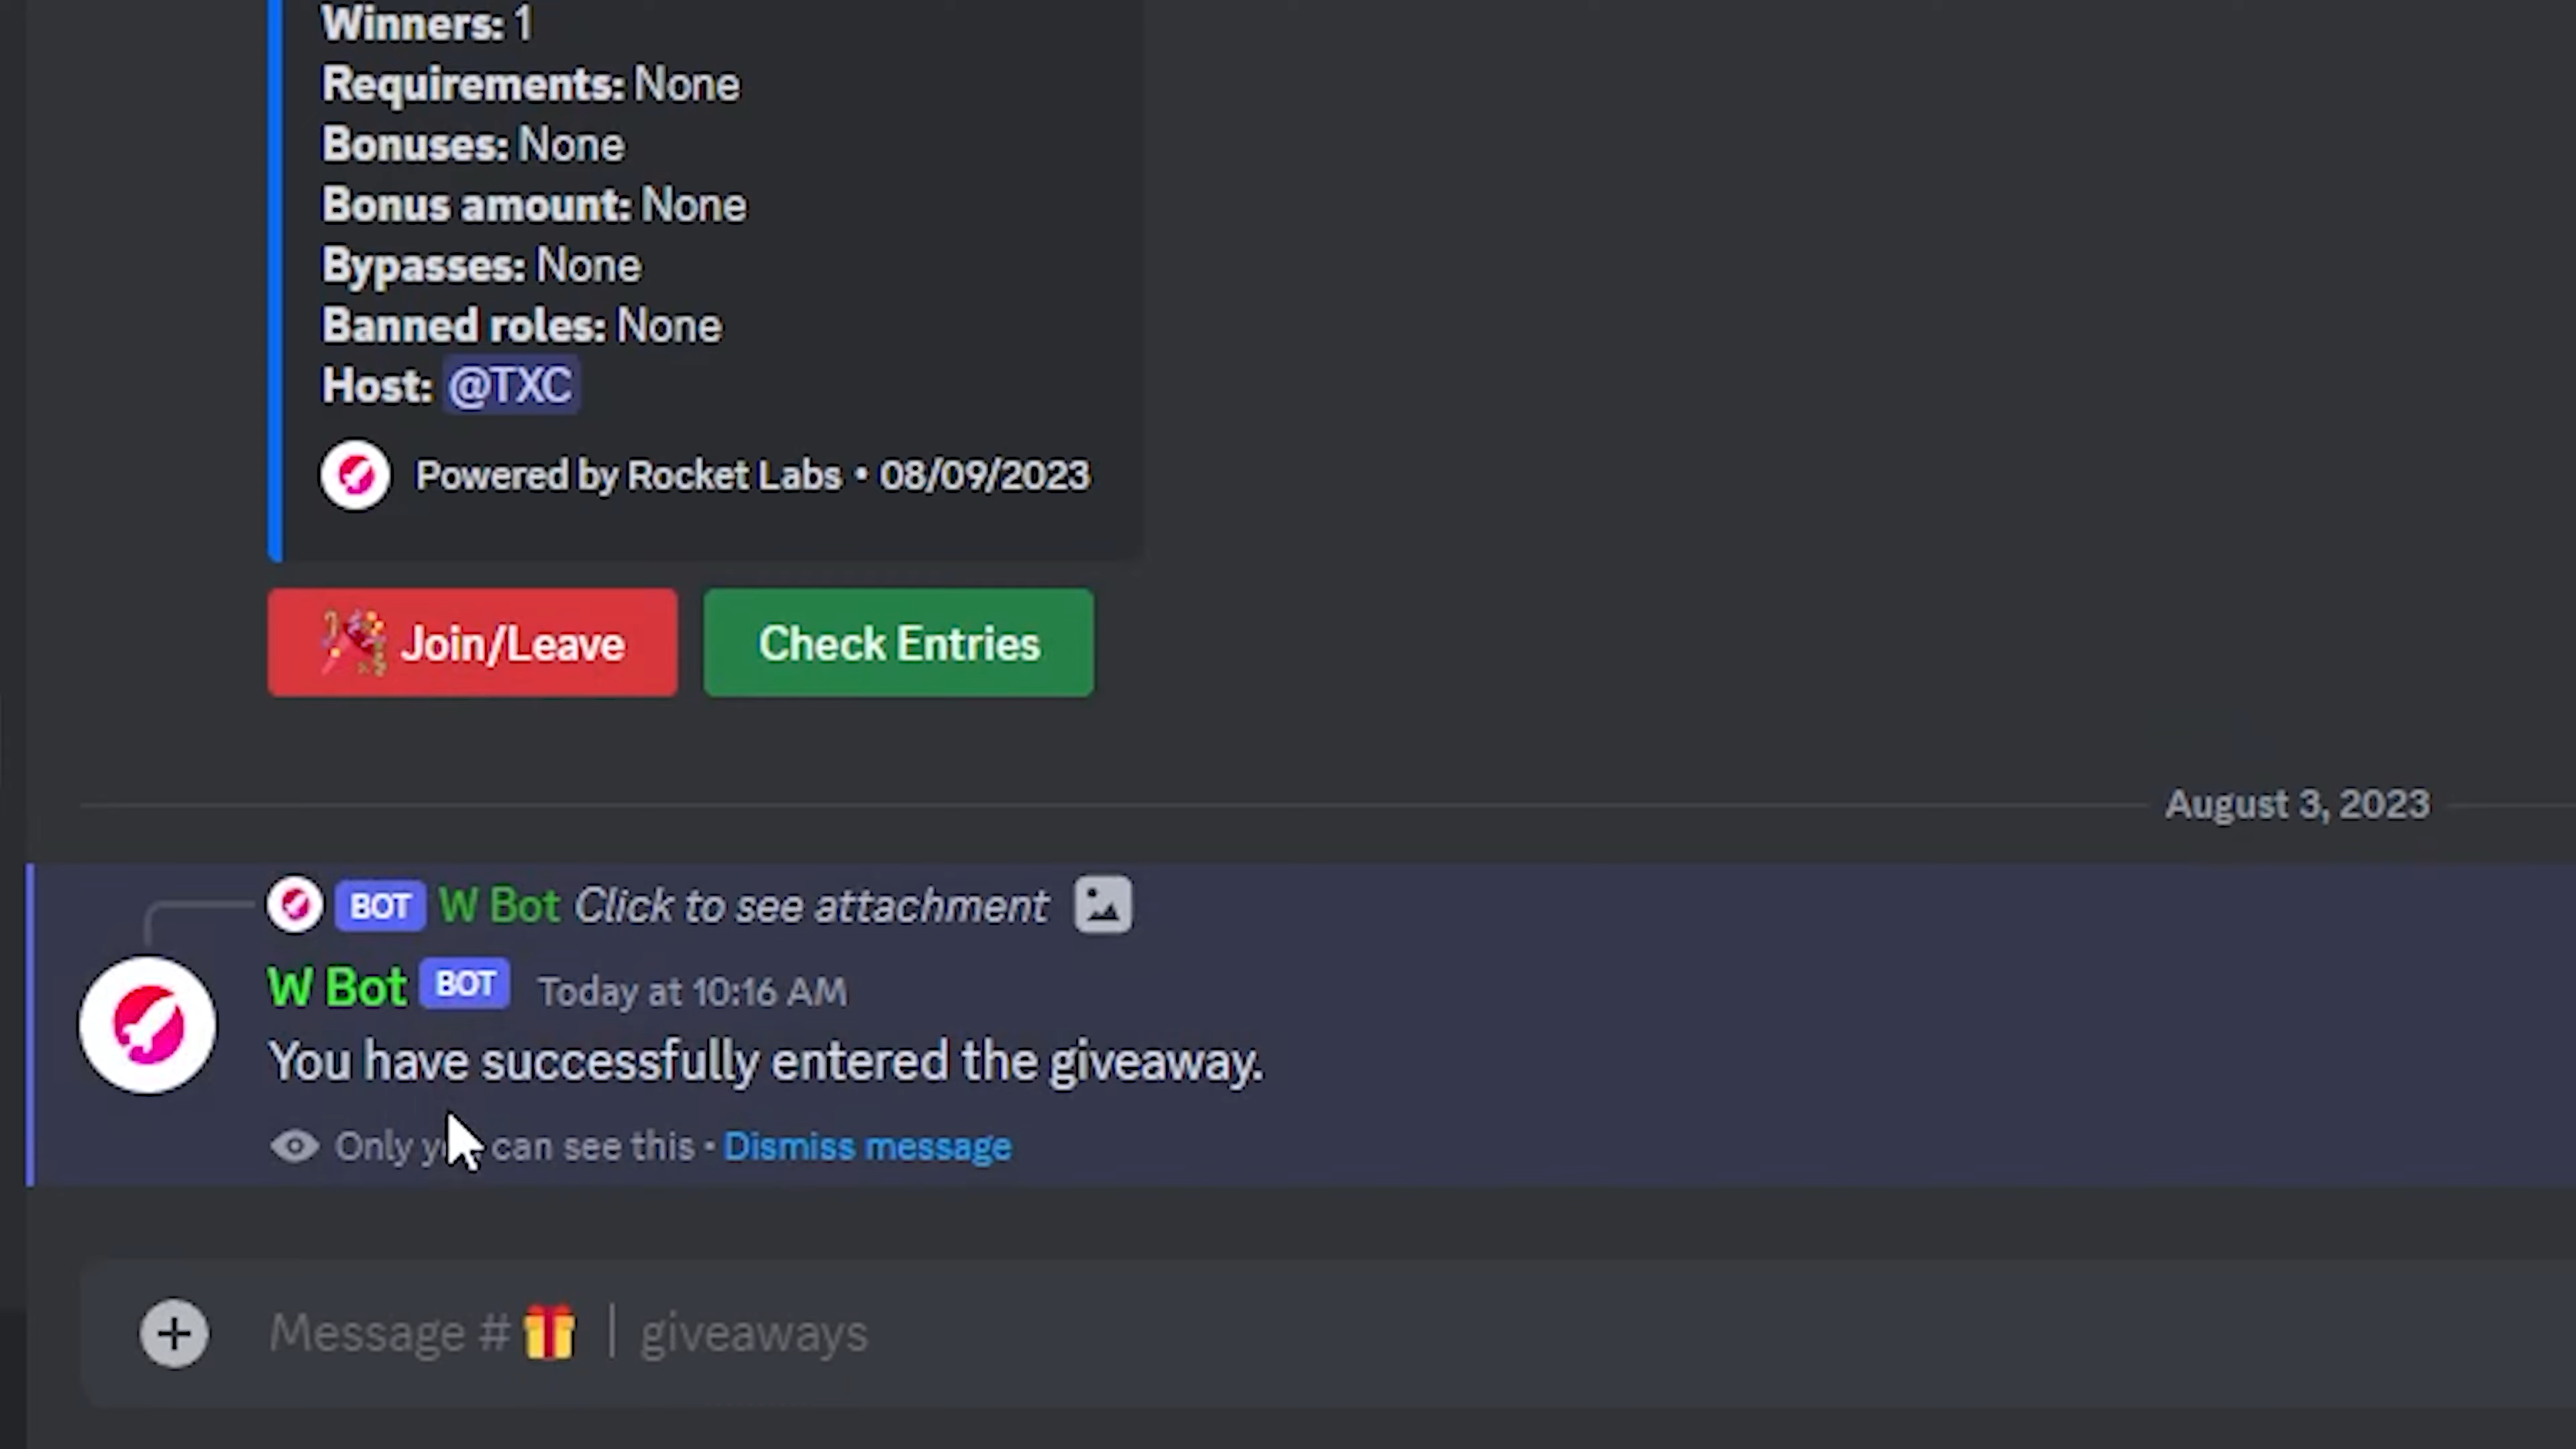 Winners: 1
Requirements: None
Bonuses: None
Bonus amount: None
Bypasses: None
Banned roles: None
Host: @TXC
Powered by Rocket Labs • 08/09/2023
Join/Leave Check Entries
August 3, 2023
BOT W Bot Click to see attachment
W Bot BOT Today at 10:16 AM
You have successfully entered the giveaway.
Only can see this • Dismiss message
Message # | giveaways